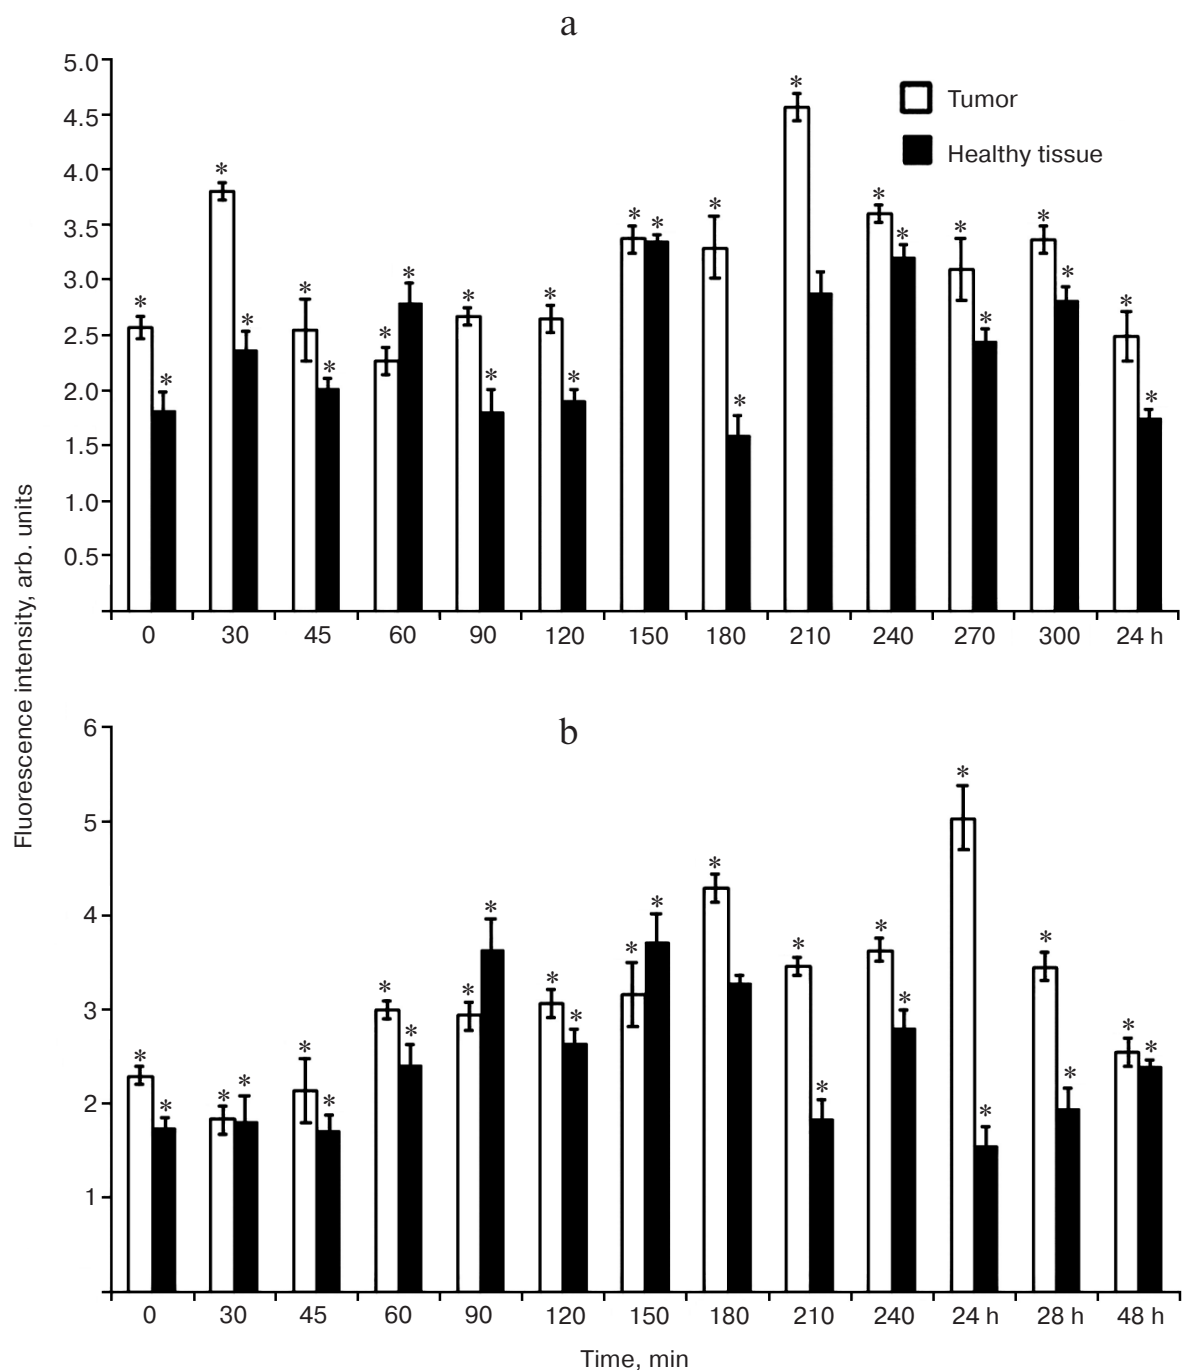 a
5.0
4.5
4.0
3.5
3.0
2.5
2.0
1.5
1.0
0.5
Tumor
Healthy tissue
* * * * * * * * * * * * * * * * * * * * * * * * *
0 30 45 60 90 120 150 180 210 240 270 300 24 h
Fluorescence intensity, arb. units
b
6
5
4
3
2
1
* * * * * * * * * * * * * * * * * * * * * * * * *
0 30 45 60 90 120 150 180 210 240 24 h 28 h 48 h
Time, min